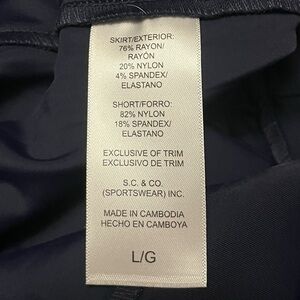 SKIRT/EXTERIOR:
76% RAYON/
RAYÓN
20% NYLON
4% SPANDEX/
ELASTANO
SHORT/FORRO:
82% NYLON
18% SPANDEX/
ELASTANO
EXCLUSIVE OF TRIM
EXCLUSIVO DE TRIM
S.C. & CO.
(SPORTSWEAR) INC.
MADE IN CAMBODIA
HECHO EN CAMBOYA
L/G